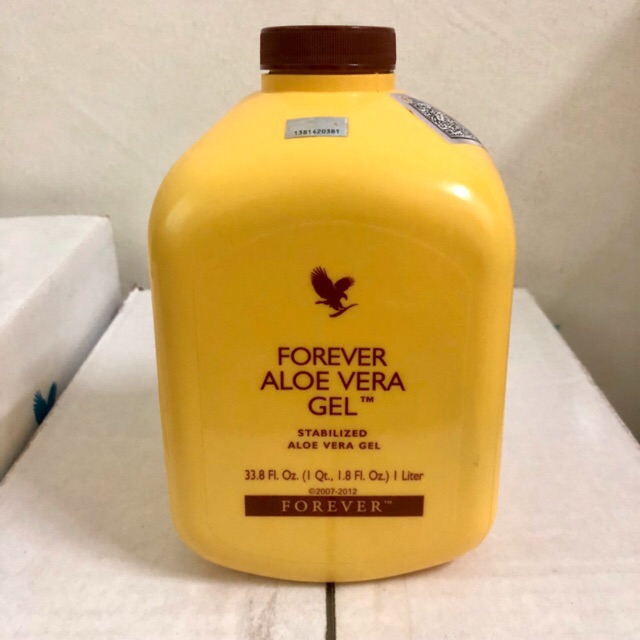 1381420381
FOREVER
ALOE VERA
GEL™
STABILIZED
ALOE VERA GEL
33.8 Fl. Oz. (1 Qt., 1.8 Fl. Oz.) 1 Liter
©2007-2012
FOREVER™